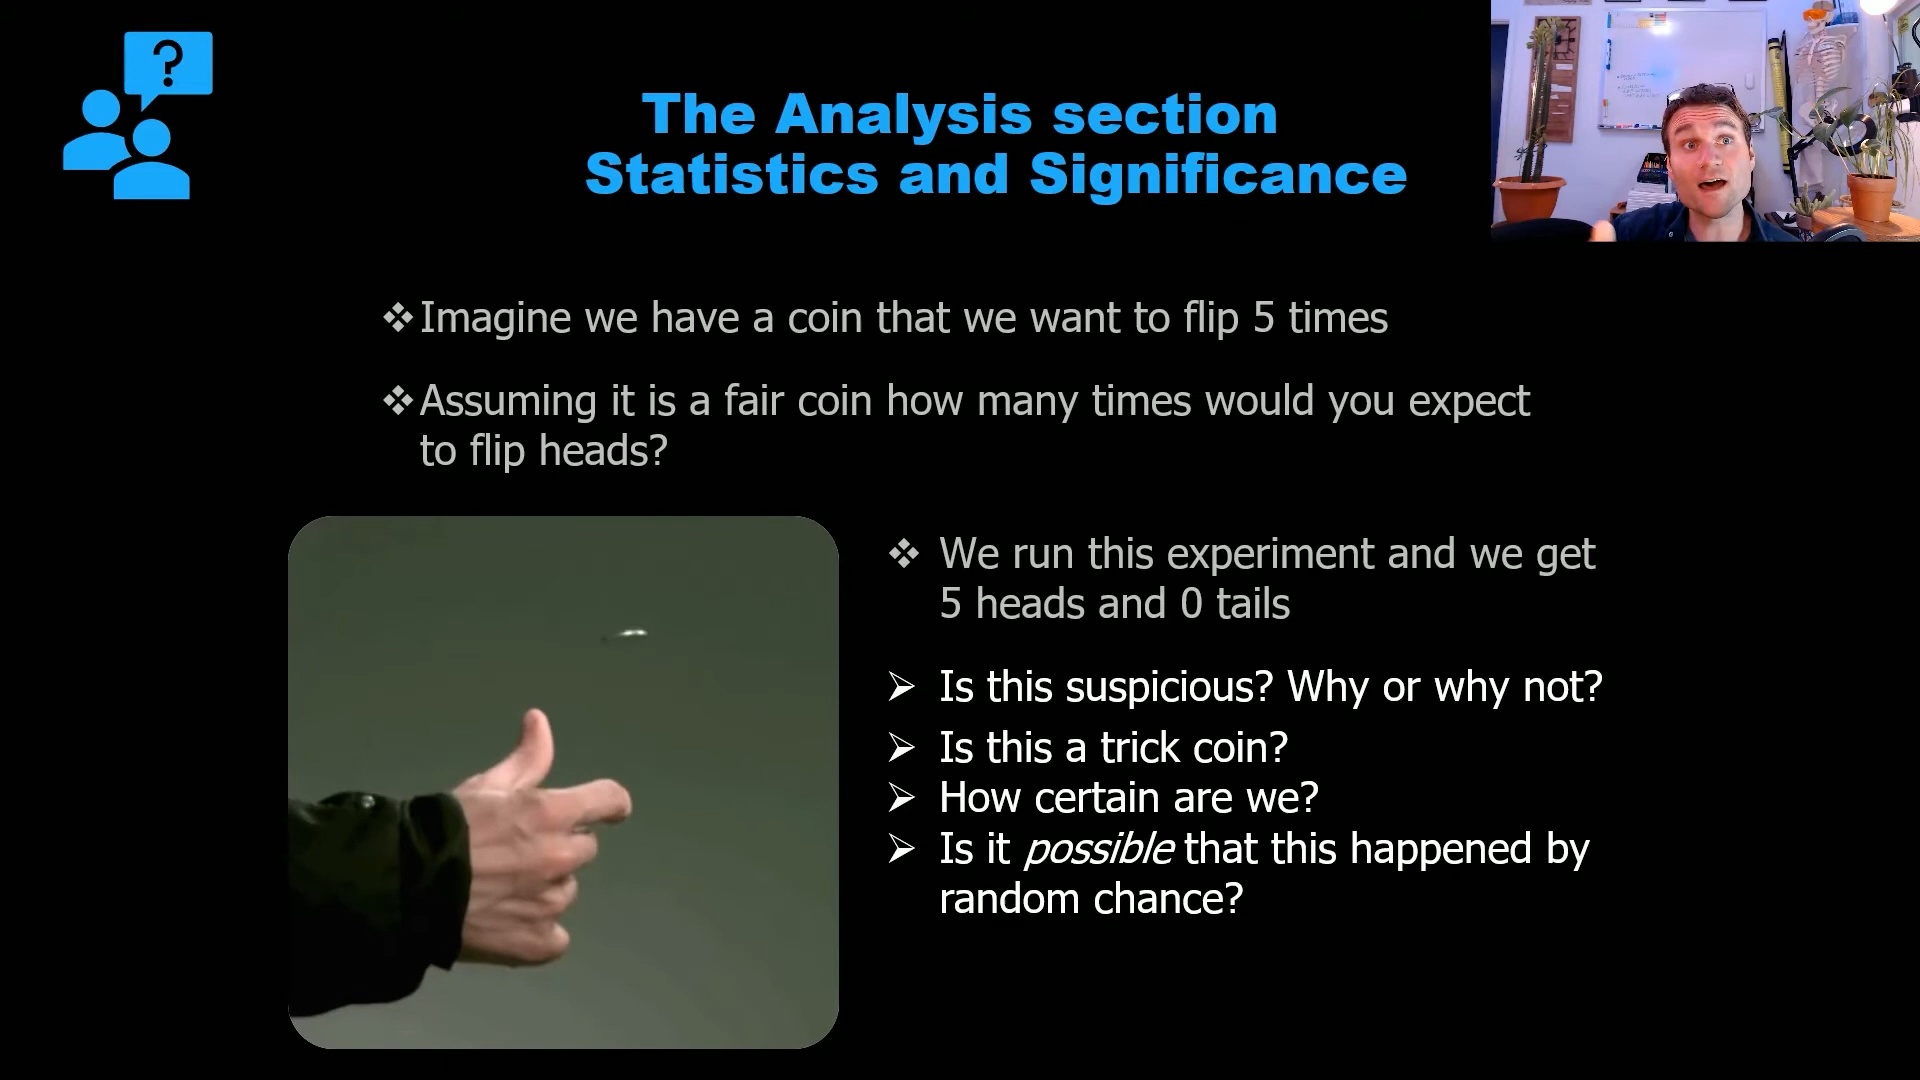 ?
The Analysis section
Statistics and Significance
❖ Imagine we have a coin that we want to flip 5 times
❖ Assuming it is a fair coin how many times would you expect
to flip heads?
❖ We run this experiment and we get
5 heads and 0 tails
➢ Is this suspicious? Why or why not?
➢ Is this a trick coin?
➢ How certain are we?
➢ Is it possible that this happened by
random chance?